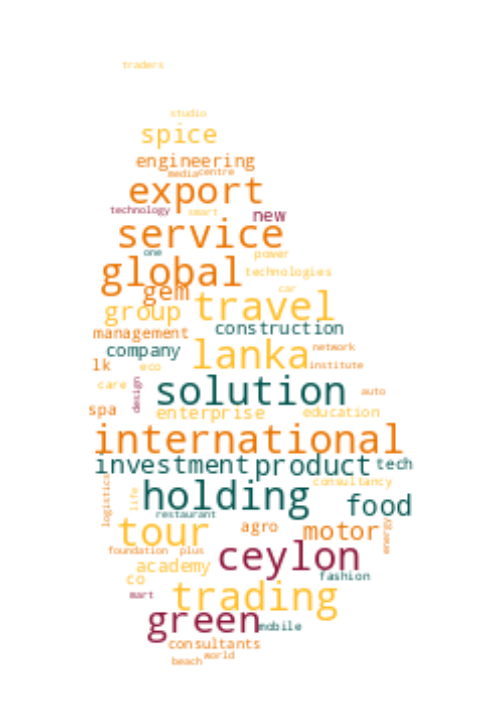 traders
studio
spice
engineering
media centre
export
technology smart new
service
one power
global technologies
gem car
group travel
construction
management
company lanka network
lk eco institute
care design solution auto
spa enterprise education
international
investment product tech
consultancy
logistics life holding food
restaurant
tour agro motor energy
foundation plus ceylon
academy
co fashion
mart trading
green mobile
consultants
beach world